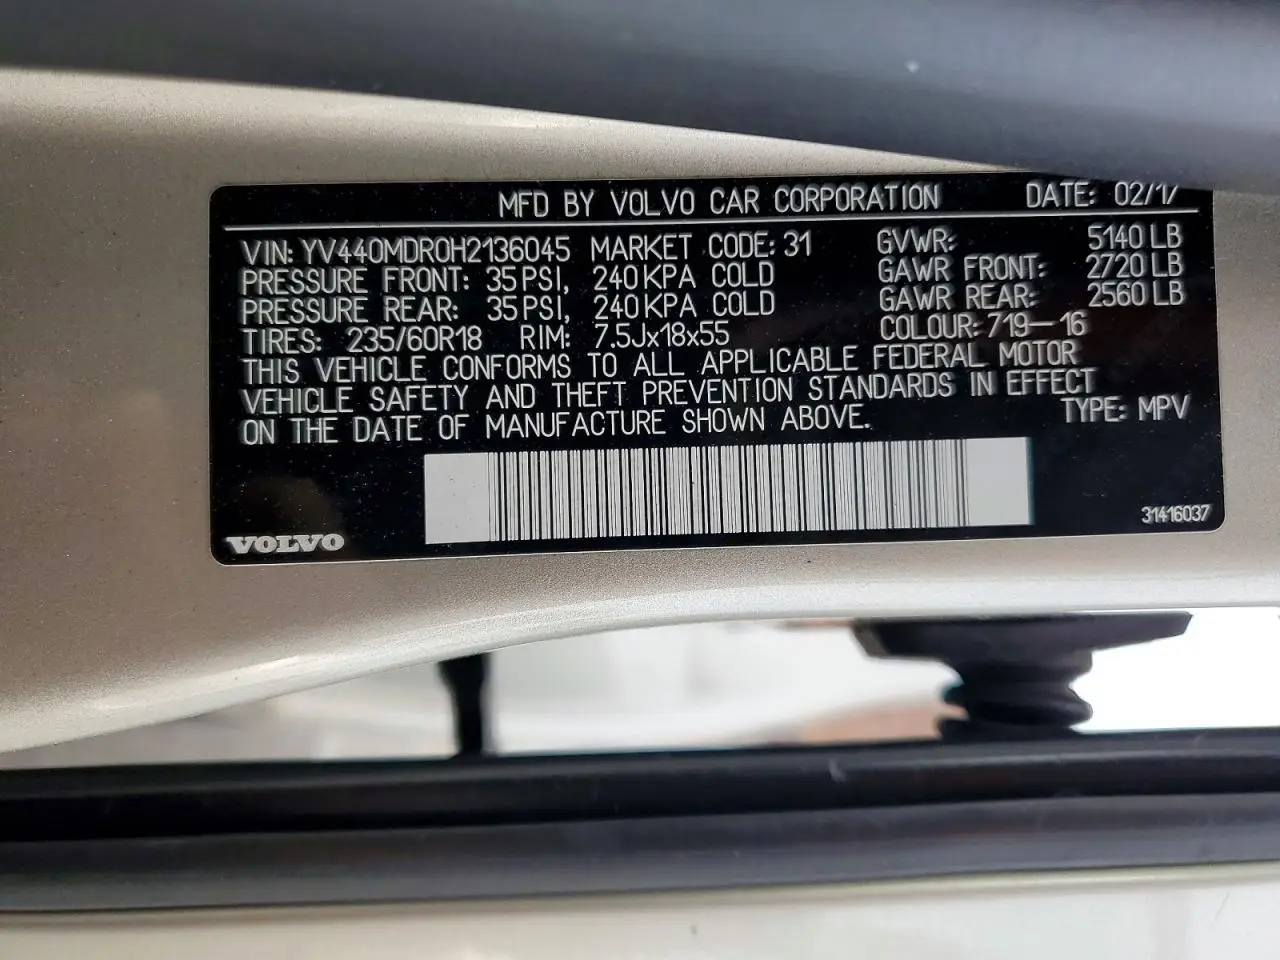 MFD BY VOLVO CAR CORPORATION DATE: 02/17
VIN: YV440MDR0H2136045 MARKET CODE: 31 GVWR: 5140 LB
PRESSURE FRONT: 35 PSI, 240 KPA COLD GAWR FRONT: 2720 LB
PRESSURE REAR: 35 PSI, 240 KPA COLD GAWR REAR: 2560 LB
TIRES: 235/60R18 RIM: 7.5Jx18x55 COLOUR: 719-16
THIS VEHICLE CONFORMS TO ALL APPLICABLE FEDERAL MOTOR
VEHICLE SAFETY AND THEFT PREVENTION STANDARDS IN EFFECT
ON THE DATE OF MANUFACTURE SHOWN ABOVE. TYPE: MPV
VOLVO 31416037